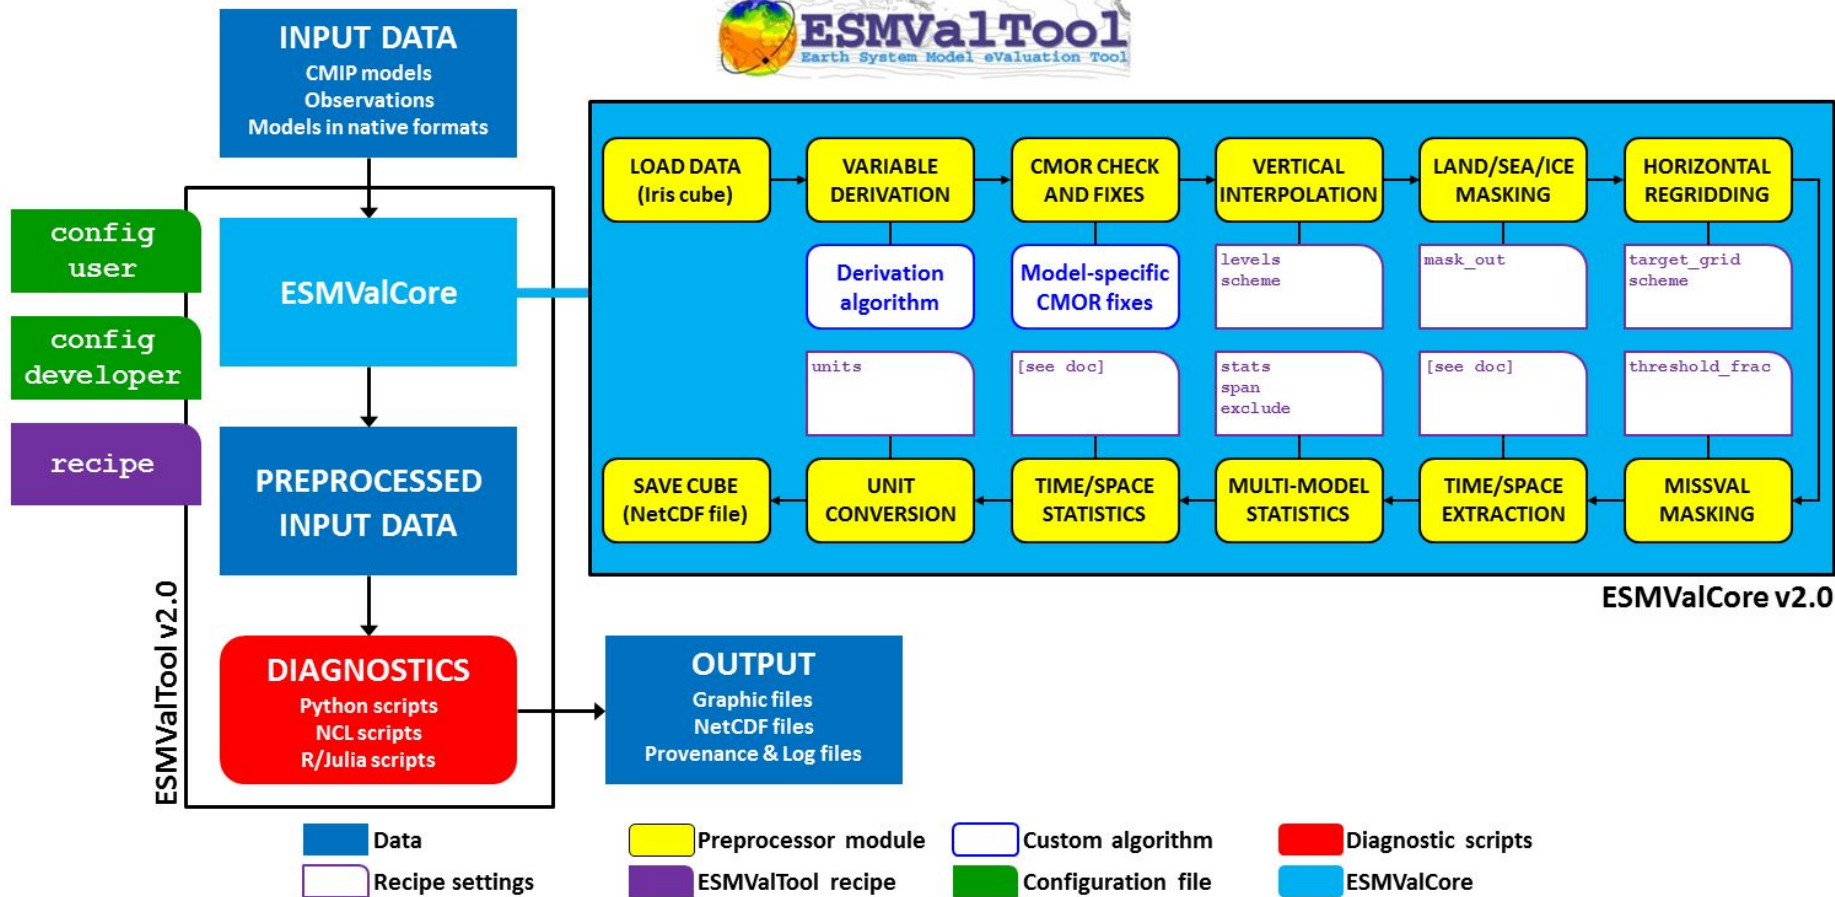 ESMValTool
Earth System Model eValuation Tool
INPUT DATA
CMIP models
Observations
Models in native formats
config
user
config
developer
recipe
ESMValCore
PREPROCESSED
INPUT DATA
DIAGNOSTICS
Python scripts
NCL scripts
R/Julia scripts
ESMValTool v2.0
OUTPUT
Graphic files
NetCDF files
Provenance & Log files
LOAD DATA
(Iris cube)
VARIABLE
DERIVATION
CMOR CHECK
AND FIXES
VERTICAL
INTERPOLATION
LAND/SEA/ICE
MASKING
HORIZONTAL
REGRIDDING
Derivation
algorithm
Model-specific
CMOR fixes
levels
scheme
mask_out
target_grid
scheme
units
[see doc]
stats
span
exclude
[see doc]
threshold_frac
SAVE CUBE
(NetCDF file)
UNIT
CONVERSION
TIME/SPACE
STATISTICS
MULTI-MODEL
STATISTICS
TIME/SPACE
EXTRACTION
MISSVAL
MASKING
ESMValCore v2.0
Data
Preprocessor module
Custom algorithm
Diagnostic scripts
Recipe settings
ESMValTool recipe
Configuration file
ESMValCore